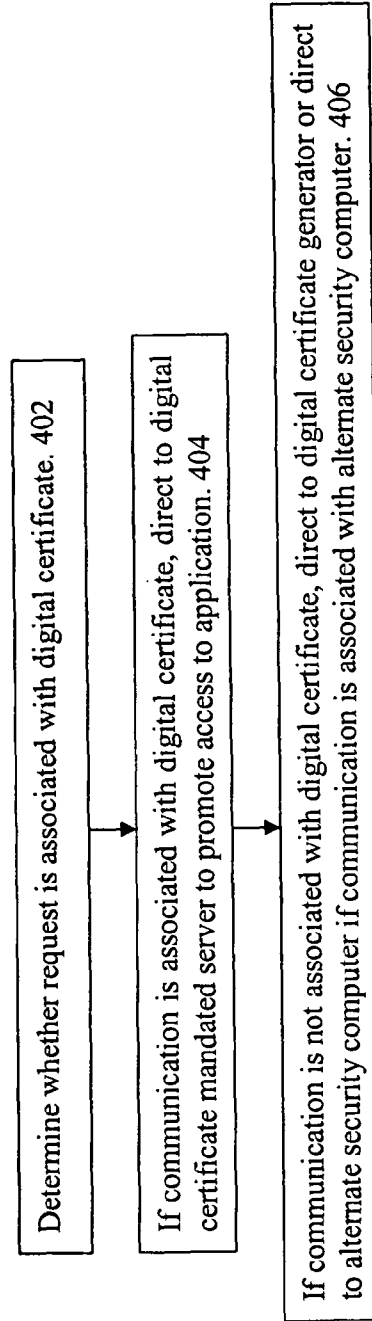 Determine whether request is associated with digital certificate. 402
If communication is associated with digital certificate, direct to digital
certificate mandated server to promote access to application. 404
If communication is not associated with digital certificate, direct to digital certificate generator or direct
to alternate security computer if communication is associated with alternate security computer. 406